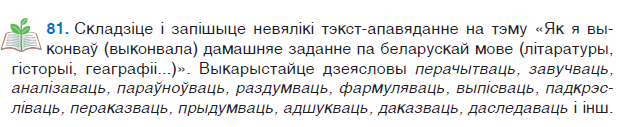 81. Складзіце і запішыце невялікі тэкст-апавяданне на тэму «Як я вы-
конваў (выконвала) дамашняе заданне па беларускай мове (літаратуры,
гісторыі, геаграфіі...)». Выкарыстайце дзеясловы перачытваць, завучваць,
аналізаваць, параўноўваць, раздумваць, фармуляваць, выпісваць, падкрэс-
ліваць, пераказваць, прыдумваць, адшукваць, даказваць, даследаваць і інш.